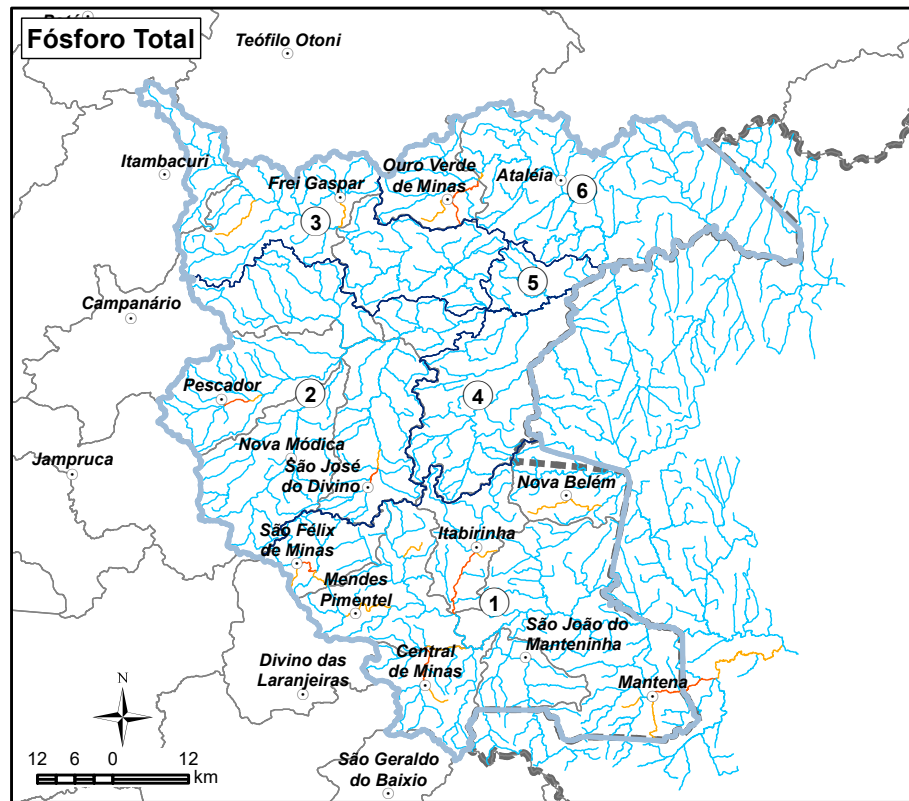 Fósforo Total
Teófilo Otoni
Itambacuri
Frei Gaspar
Ouro Verde
de Minas
Ataléia
6
3
5
Campanário
Pescador
2
4
Nova Módica
São José
do Divino
Jampruca
Nova Belém
São Félix
de Minas
Itabirinha
Mendes
Pimentel
1
São João do
Manteninha
Central
de Minas
Divino das
Laranjeiras
Mantena
N
12 6 0 12
km
São Geraldo
do Baixio